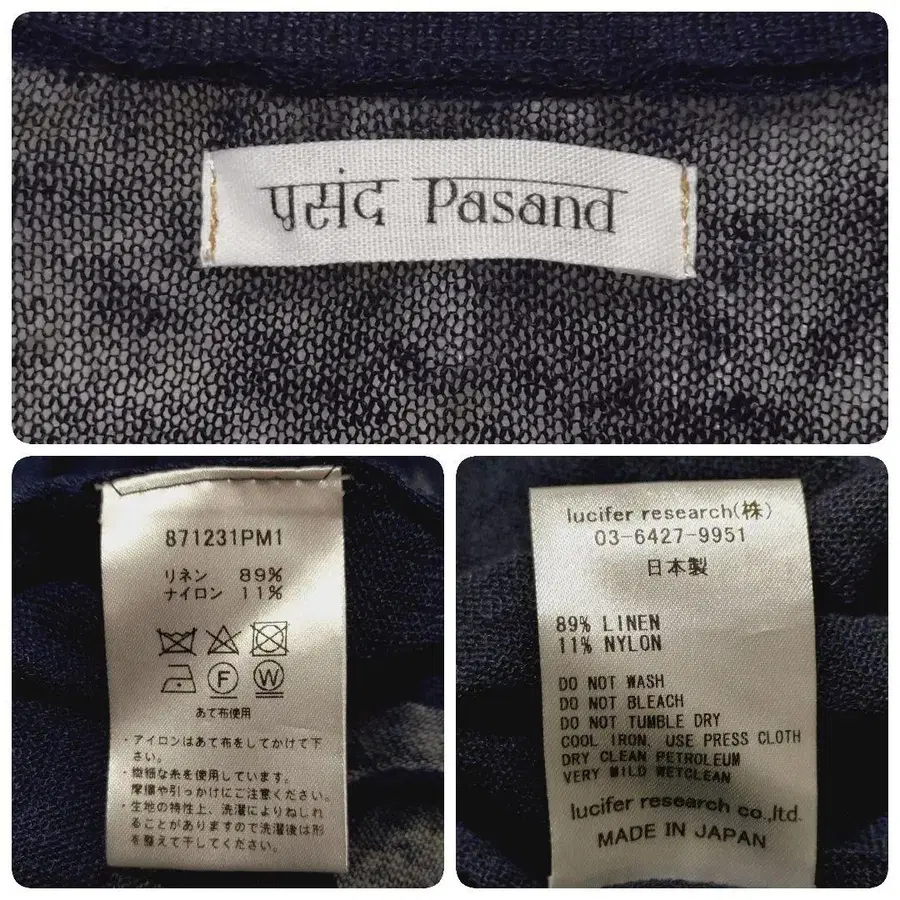 पसंद Pasand
871231PM1
リネン 89%
ナイロン 11%
F W
あて布使用
・アイロンはあて布をしてかけて下
さい。
・繊細な糸を使用しています。
摩擦や引っかけにご注意ください。
・生地の特性上、洗濯によりねじれ
ることがありますので洗濯後は形
を整えて干してください。
lucifer research(株)
03-6427-9951
日本製
89% LINEN
11% NYLON
DO NOT WASH
DO NOT BLEACH
DO NOT TUMBLE DRY
COOL IRON, USE PRESS CLOTH
DRY CLEAN PETROLEUM
VERY MILD WETCLEAN
lucifer research co.,ltd.
MADE IN JAPAN